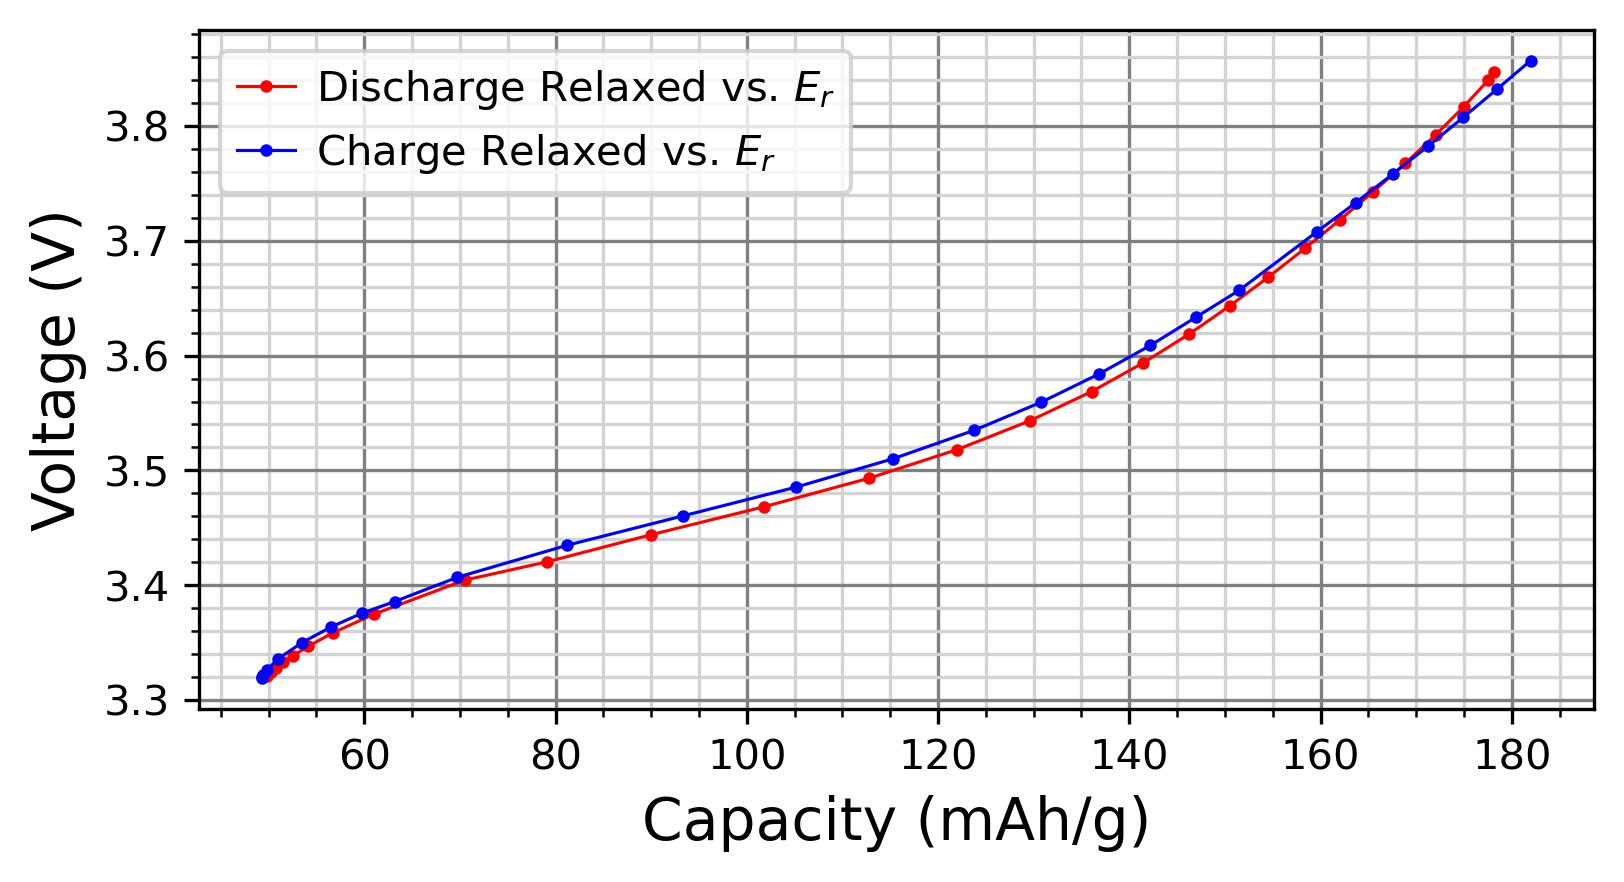 Discharge Relaxed vs. E_r
Charge Relaxed vs. E_r
3.8
3.7
3.6
3.5
3.4
3.3
Voltage (V)
60 80 100 120 140 160 180
Capacity (mAh/g)